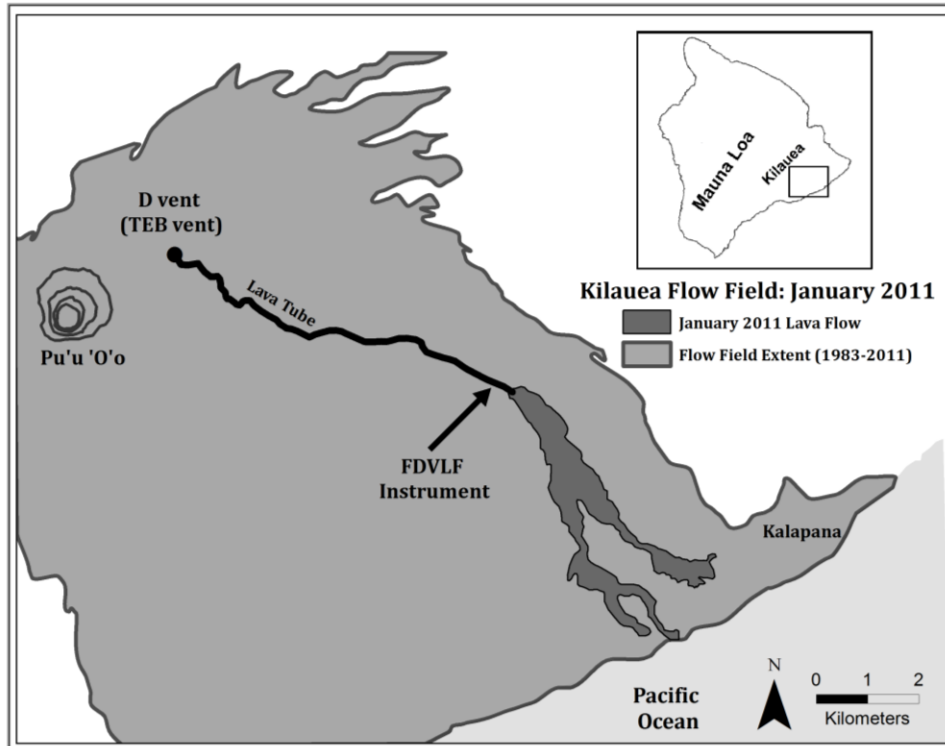 D vent
(TEB vent)
Lava Tube
Pu'u 'O'o
FDVLF
Instrument
Mauna Loa
Kilauea
Kilauea Flow Field: January 2011
January 2011 Lava Flow
Flow Field Extent (1983-2011)
Kalapana
Pacific
Ocean
N
0 1 2
Kilometers